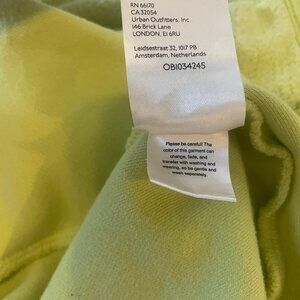 RN 66170
CA 32054
Urban Outfitters, Inc
146 Brick Lane
LONDON, E1 6RU
Leidsestraat 32, 1017 PB
Amsterdam, Netherlands
OB1034245
Please be careful! The
color of this garment can
change, fade, and
transfer with washing and
wearing, so be gentle and
wash separately.